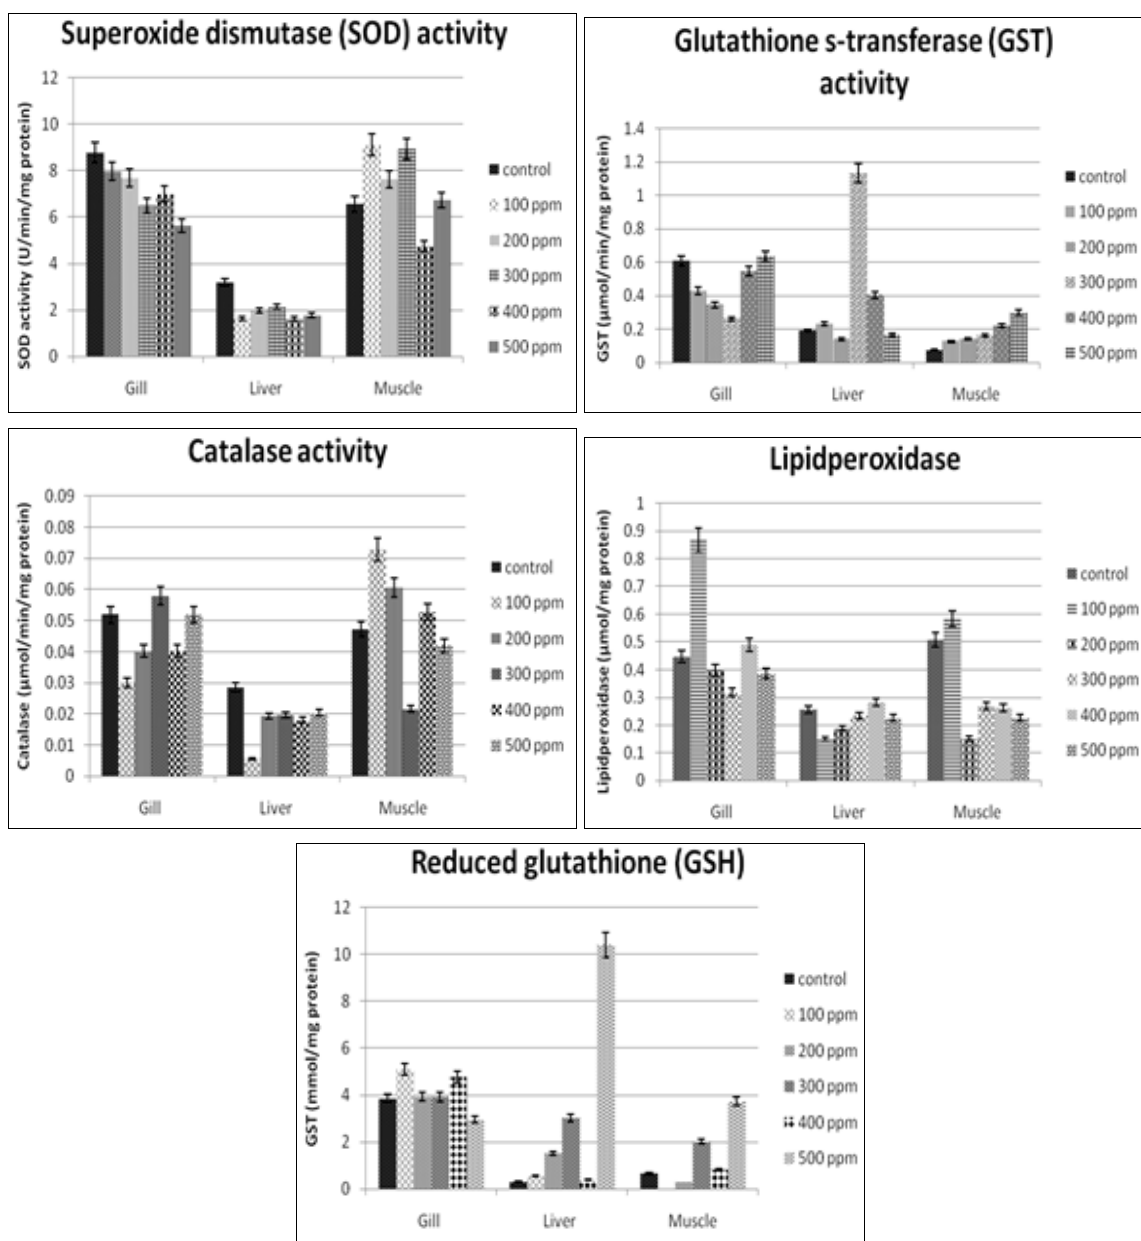 Superoxide dismutase (SOD) activity
SOD activity (U/min/mg protein)
12
10
8
6
4
2
0
Gill Liver Muscle
control
100 ppm
200 ppm
300 ppm
400 ppm
500 ppm
Glutathione s-transferase (GST)
activity
GST (µmol/min/mg protein)
1.4
1.2
1
0.8
0.6
0.4
0.2
0
Gill Liver Muscle
control
100 ppm
200 ppm
300 ppm
400 ppm
500 ppm
Catalase activity
Catalase (µmol/min/mg protein)
0.09
0.08
0.07
0.06
0.05
0.04
0.03
0.02
0.01
0
Gill Liver Muscle
control
100 ppm
200 ppm
300 ppm
400 ppm
500 ppm
Lipidperoxidase
Lipidperoxidase (µmol/mg protein)
1
0.9
0.8
0.7
0.6
0.5
0.4
0.3
0.2
0.1
0
Gill Liver Muscle
control
100 ppm
200 ppm
300 ppm
400 ppm
500 ppm
Reduced glutathione (GSH)
GST (mmol/mg protein)
12
10
8
6
4
2
0
Gill Liver Muscle
control
100 ppm
200 ppm
300 ppm
400 ppm
500 ppm